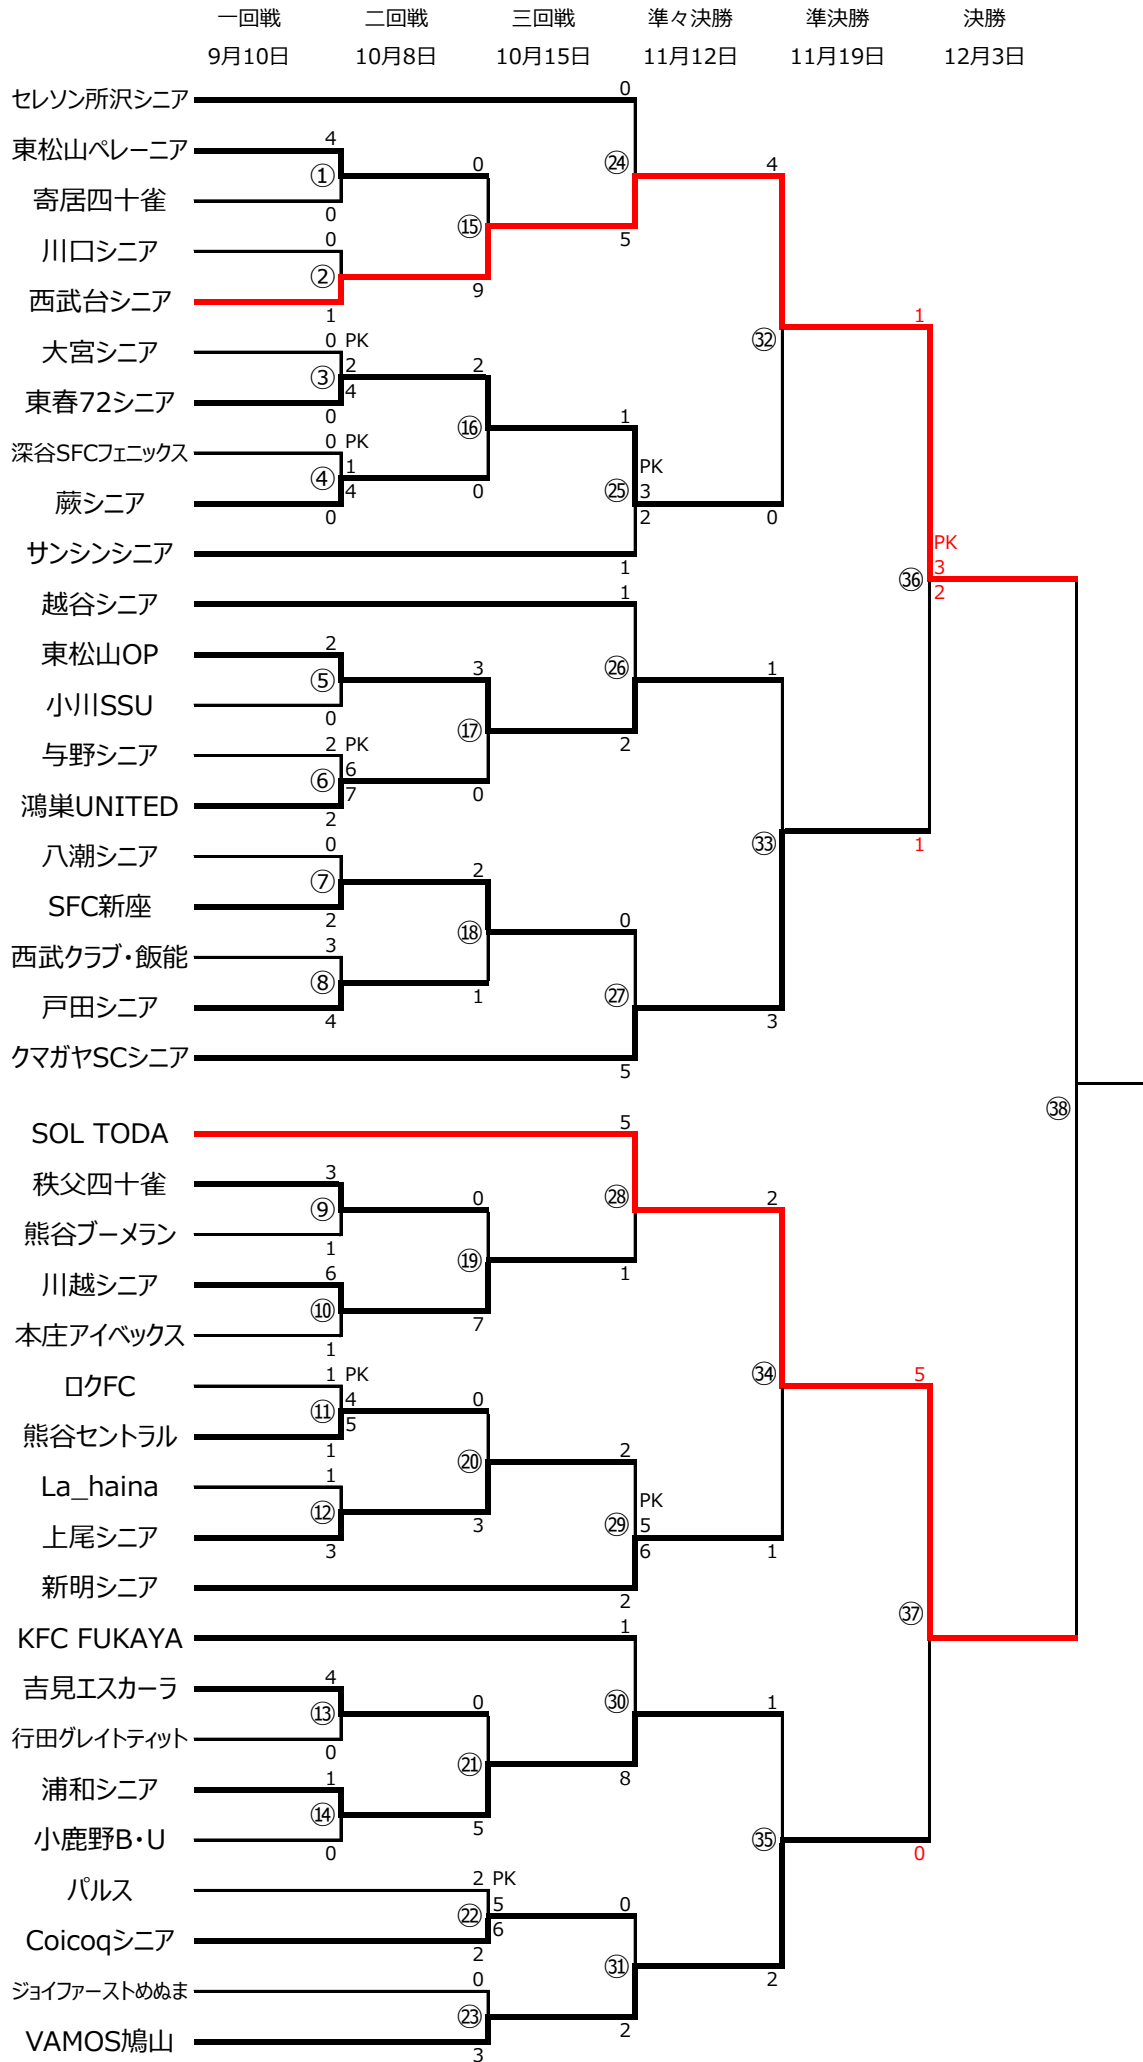 一回戦 二回戦 三回戦 準々決勝 準決勝 決勝
9月10日 10月8日 10月15日 11月12日 11月19日 12月3日
0
セレソン所沢シニア
4
東松山ペレーニア
0 ㉔ 4
①
寄居四十雀
0
⑮ 5
0
川口シニア
②
9
西武台シニア
1 1
0 PK
大宮シニア
㉜
2 2
③
4
東春72シニア
0 1
⑯
0 PK
深谷SFCフェニックス
1 PK
④ 4 0 ㉕ 3
蕨シニア
0 2 0
PK
サンシンシニア
1 3
㊱
1 2
越谷シニア
2
東松山OP
3 ㉖ 1
⑤
小川SSU
0
⑰
2 PK 2
与野シニア
6
⑥
7 0
鴻巣UNITED
2
0 ㉝ 1
八潮シニア
2
⑦
SFC新座
2 0
⑱
3
西武クラブ・飯能
⑧ 1 ㉗
戸田シニア
4 3
クマガヤSCシニア
5
㊳
5
SOL TODA
3
秩父四十雀
0 ㉘ 2
⑨
熊谷ブーメラン
1
⑲ 1
6
川越シニア
⑩
7
本庄アイベックス
1
1 PK ㉞ 5
ロクFC
4 0
⑪
5
熊谷セントラル
1 2
⑳
1
La_haina
PK
⑫ 3 ㉙ 5
上尾シニア
3 6 1
新明シニア
2
㊲
1
KFC FUKAYA
4
吉見エスカーラ
0 ㉚ 1
⑬
行田グレイトティット
0
㉑ 8
1
浦和シニア
⑭
5
小鹿野B・U
0 ㉟ 0
2 PK
パルス
5 0
㉒
6
Coicoqシニア
2
㉛ 2
0
ジョイファーストめぬま
㉓ 2
VAMOS鳩山
3